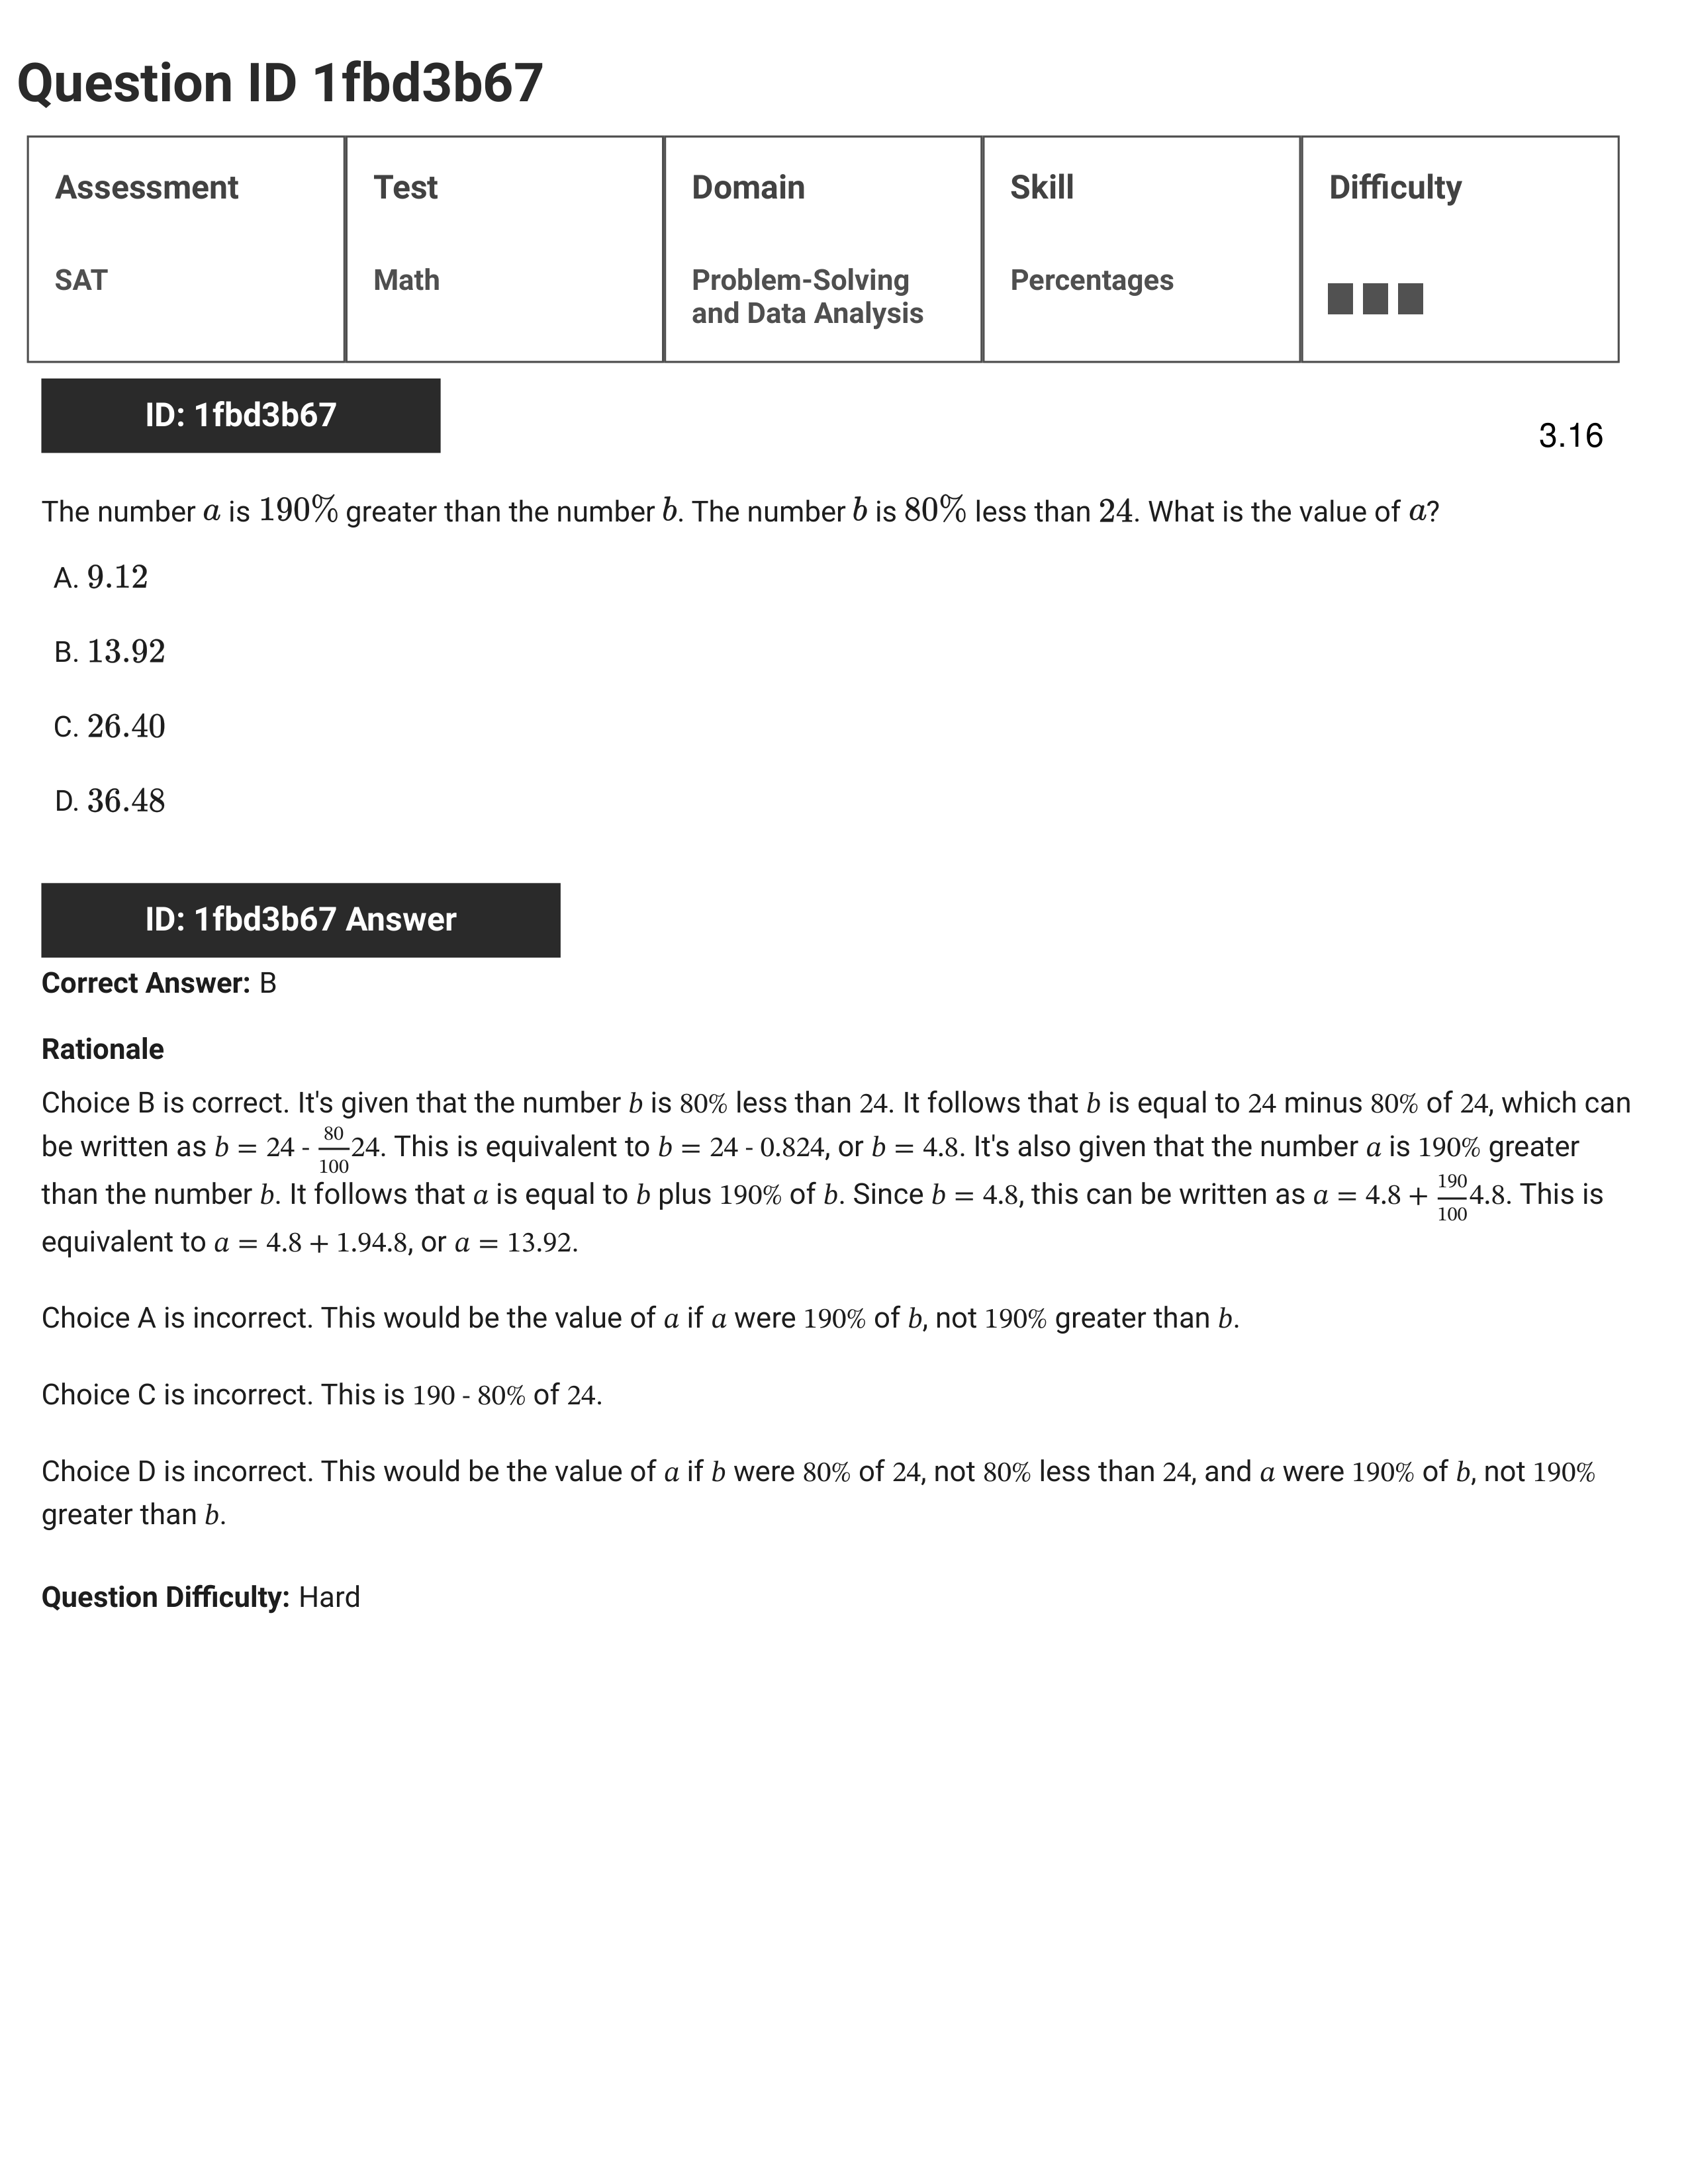 Question ID 1fbd3b67
Assessment
Test
Domain
Skill
Difficulty
SAT
Math
Problem-Solving
and Data Analysis
Percentages
ID: 1fbd3b67
3.16
The number a is 190% greater than the number b. The number b is 80% less than 24. What is the value of a?
A. 9.12
B. 13.92
C. 26.40
D. 36.48
ID: 1fbd3b67 Answer
Correct Answer: B
Rationale
Choice B is correct. It's given that the number b is 80% less than 24. It follows that b is equal to 24 minus 80% of 24, which can
be written as b = 24 - 80/100 24. This is equivalent to b = 24 - 0.824, or b = 4.8. It's also given that the number a is 190% greater
than the number b. It follows that a is equal to b plus 190% of b. Since b = 4.8, this can be written as a = 4.8 + 190/100 4.8. This is
equivalent to a = 4.8 + 1.94.8, or a = 13.92.
Choice A is incorrect. This would be the value of a if a were 190% of b, not 190% greater than b.
Choice C is incorrect. This is 190 - 80% of 24.
Choice D is incorrect. This would be the value of a if b were 80% of 24, not 80% less than 24, and a were 190% of b, not 190%
greater than b.
Question Difficulty: Hard